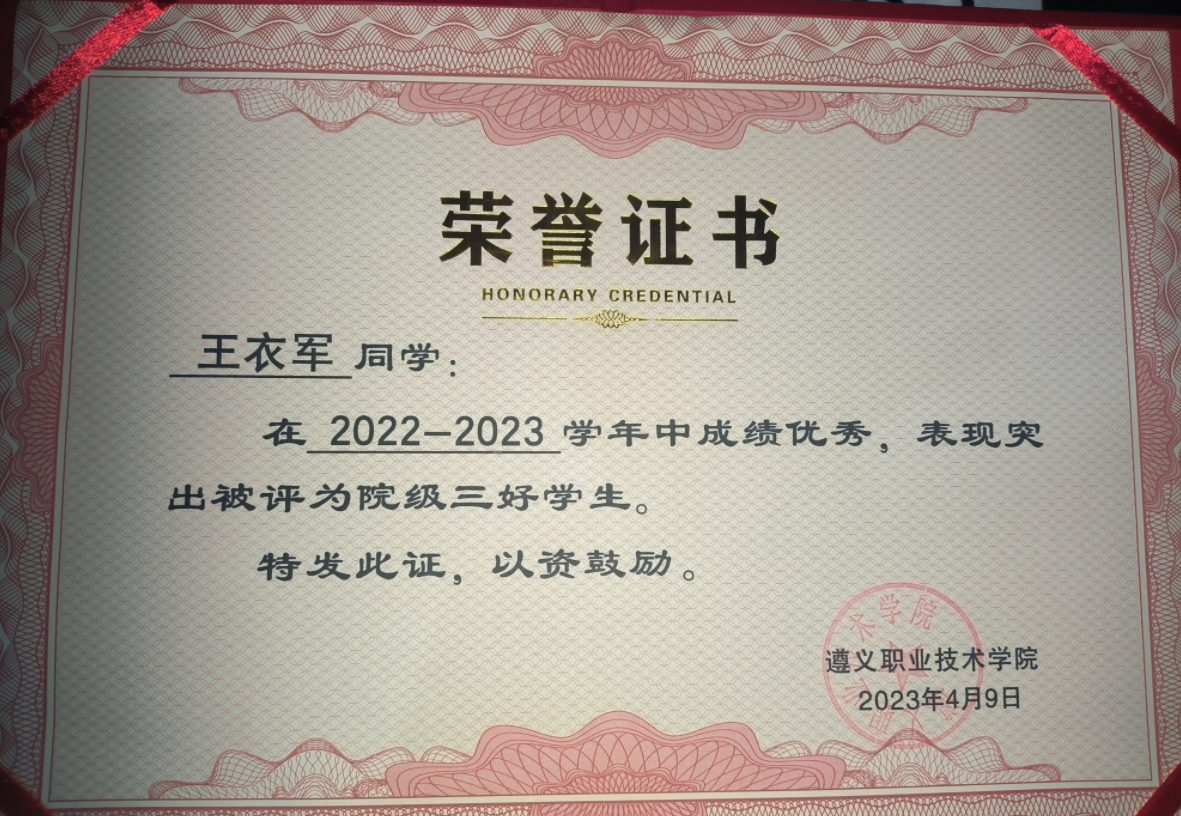 荣誉证书
HONORARY CREDENTIAL
王衣军同学：
在 2022—2023 学年中成绩优秀，表现突
出被评为院级三好学生。
特发此证，以资鼓励。
术学院
遵义职业技术学院
2023年4月9日